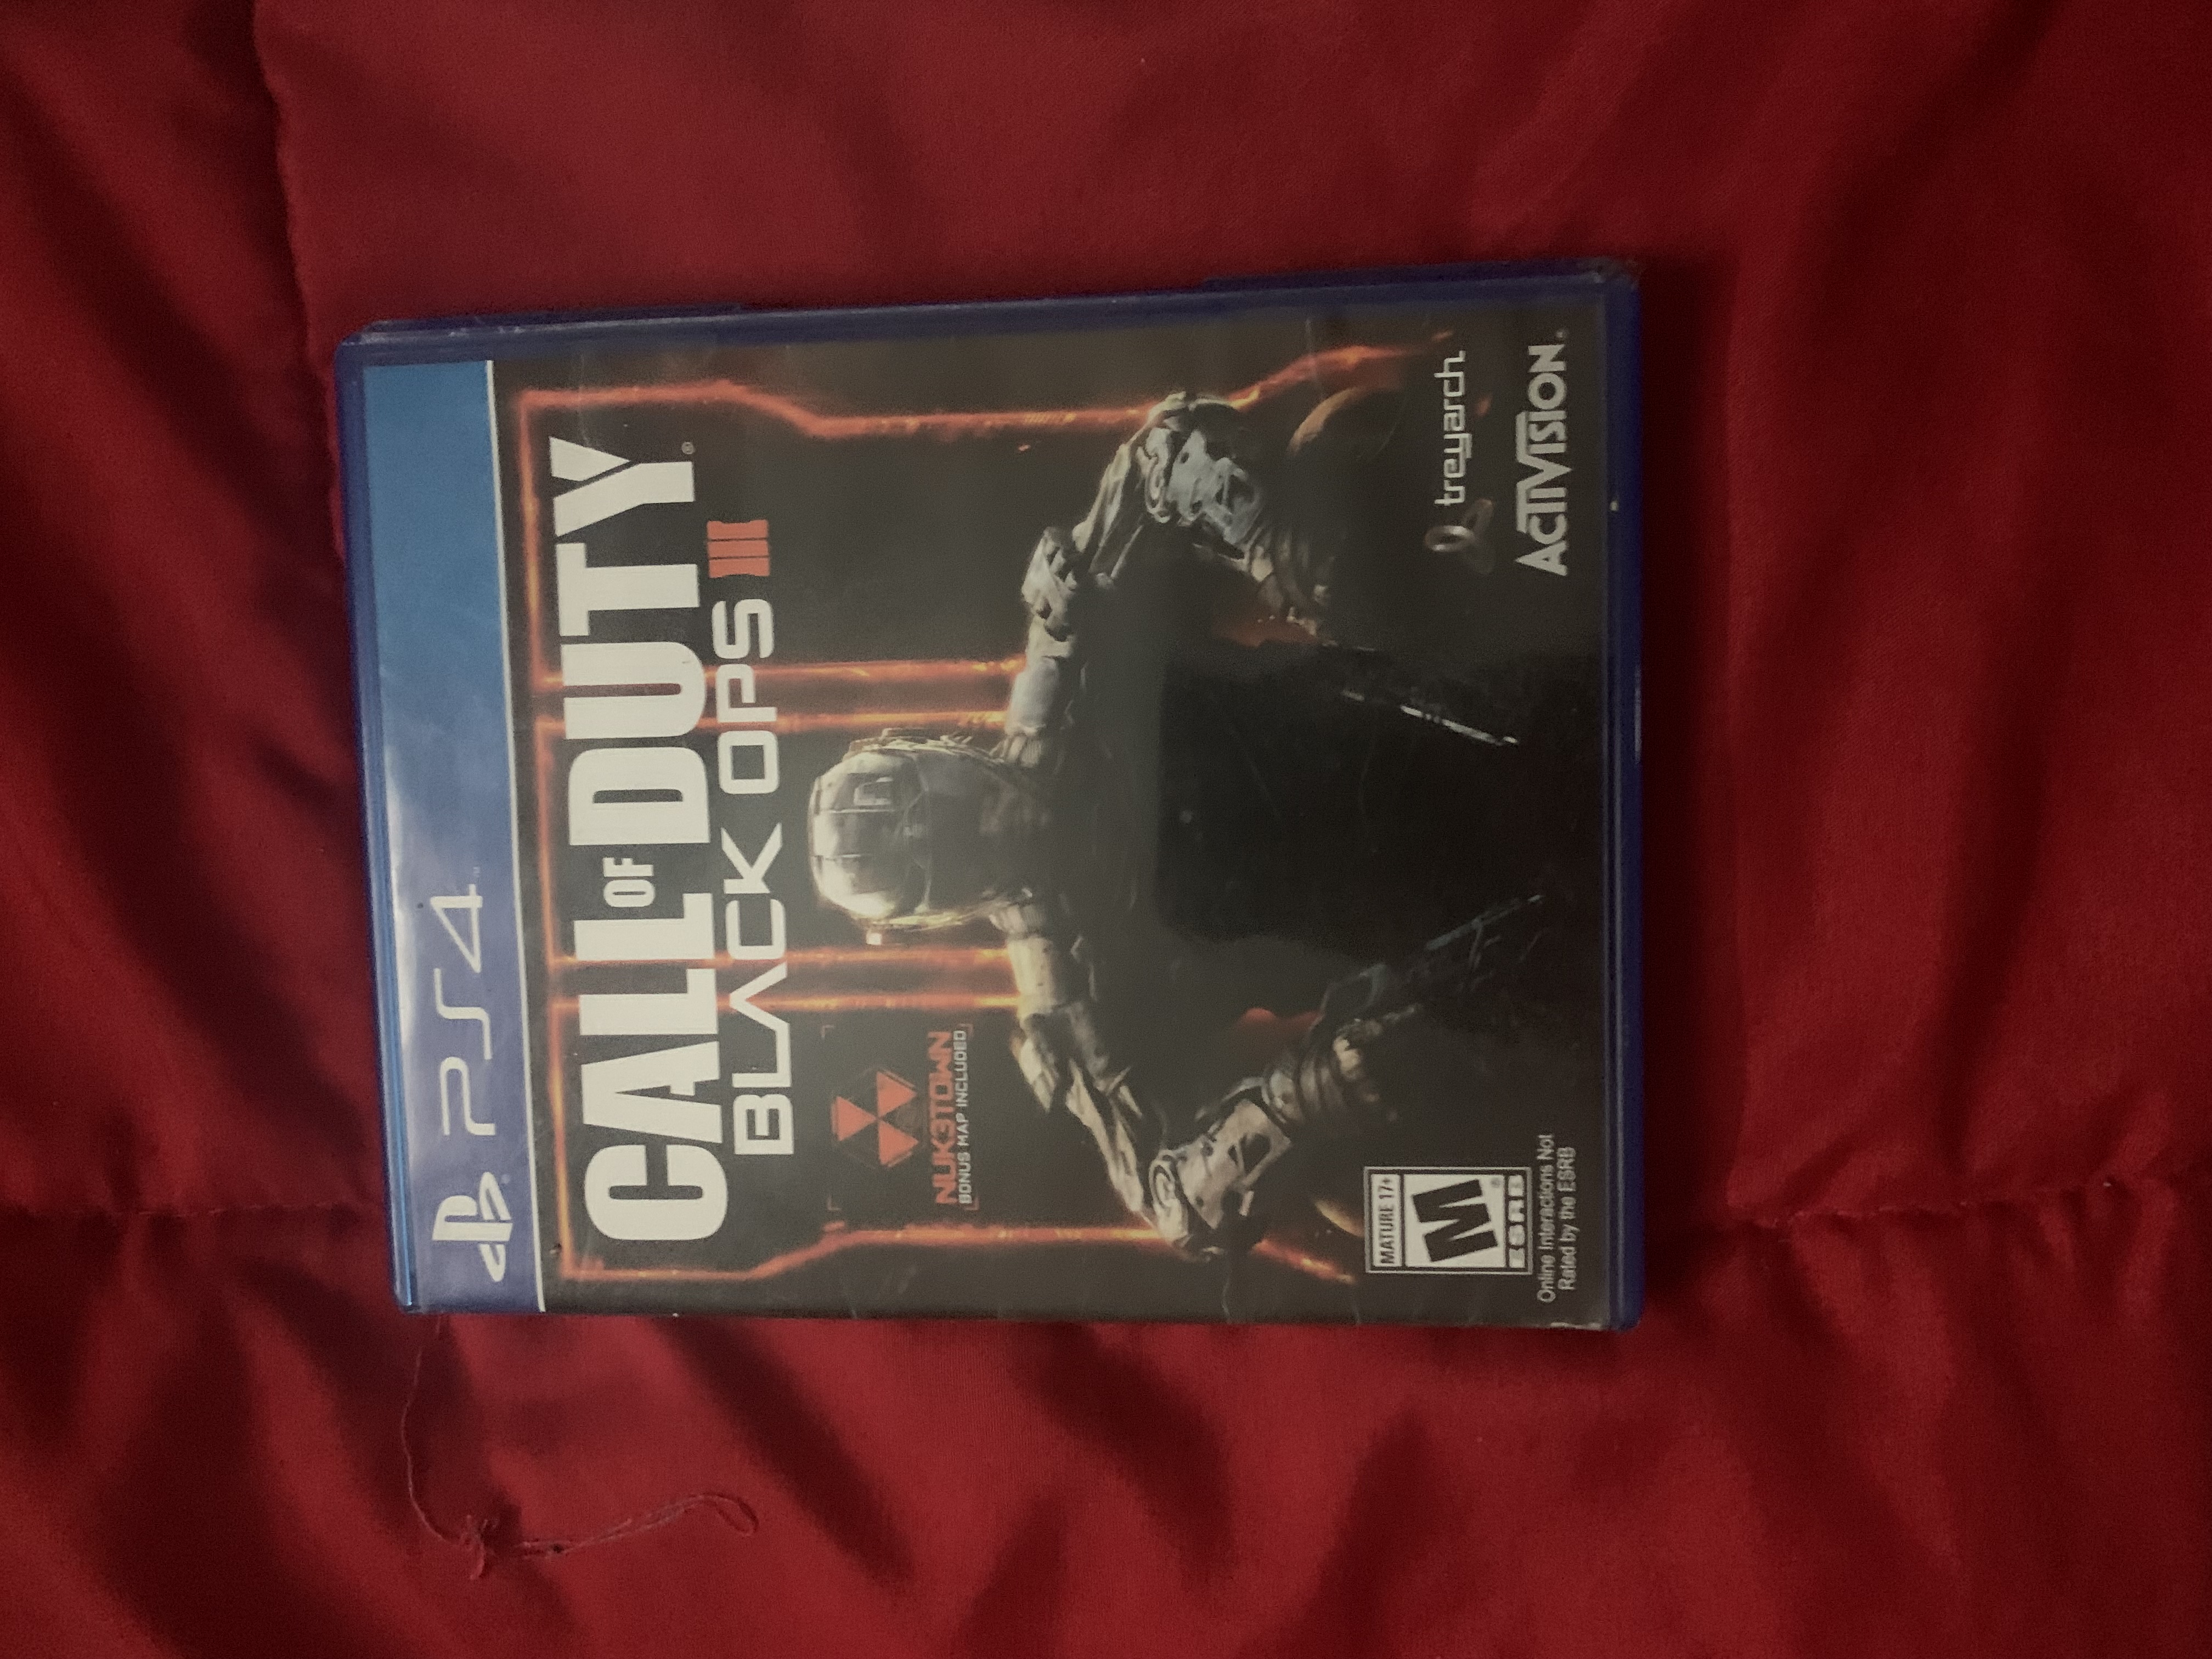 PS4™
CALL OF DUTY®
BLACK OPS III
NUK3TOWN
BONUS MAP INCLUDED
MATURE 17+
M
®
ESRB
Online Interactions Not
Rated by the ESRB
treyarch
ACTIVISION®